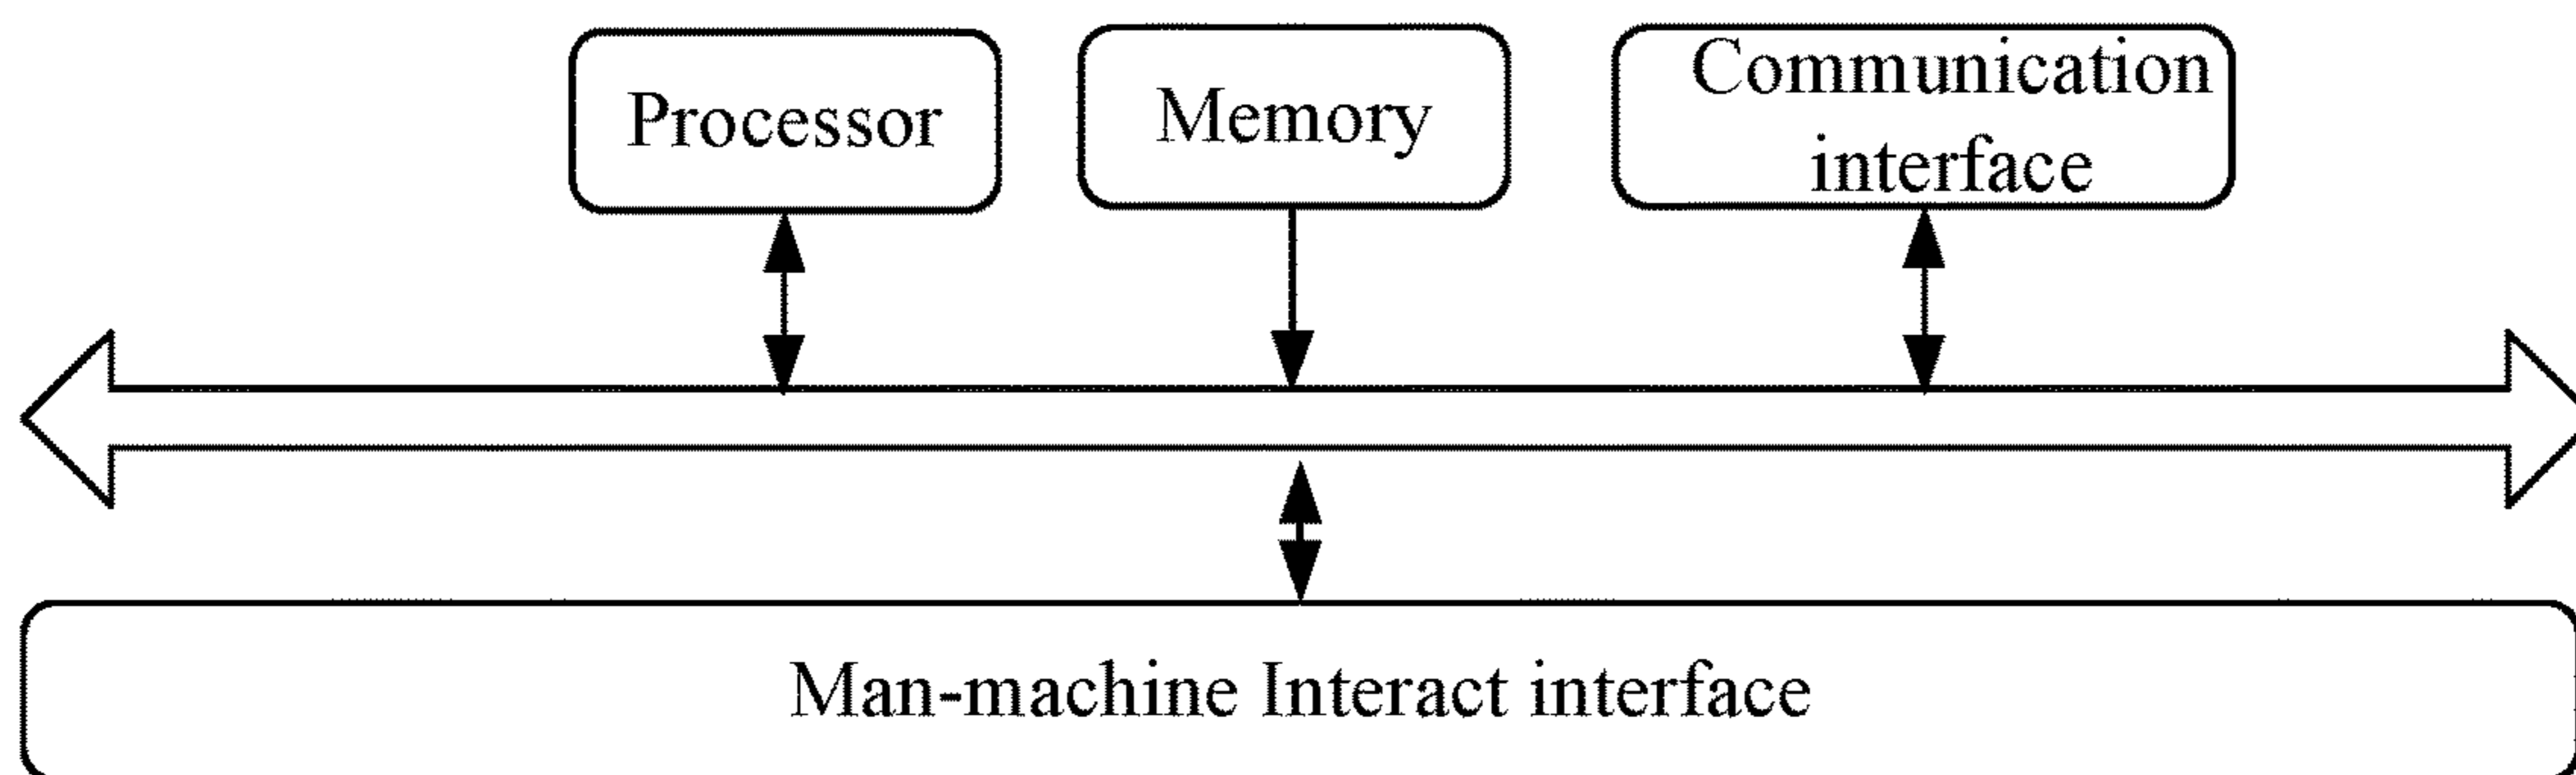 Processor
Memory
Communication
interface
Man-machine Interact interface